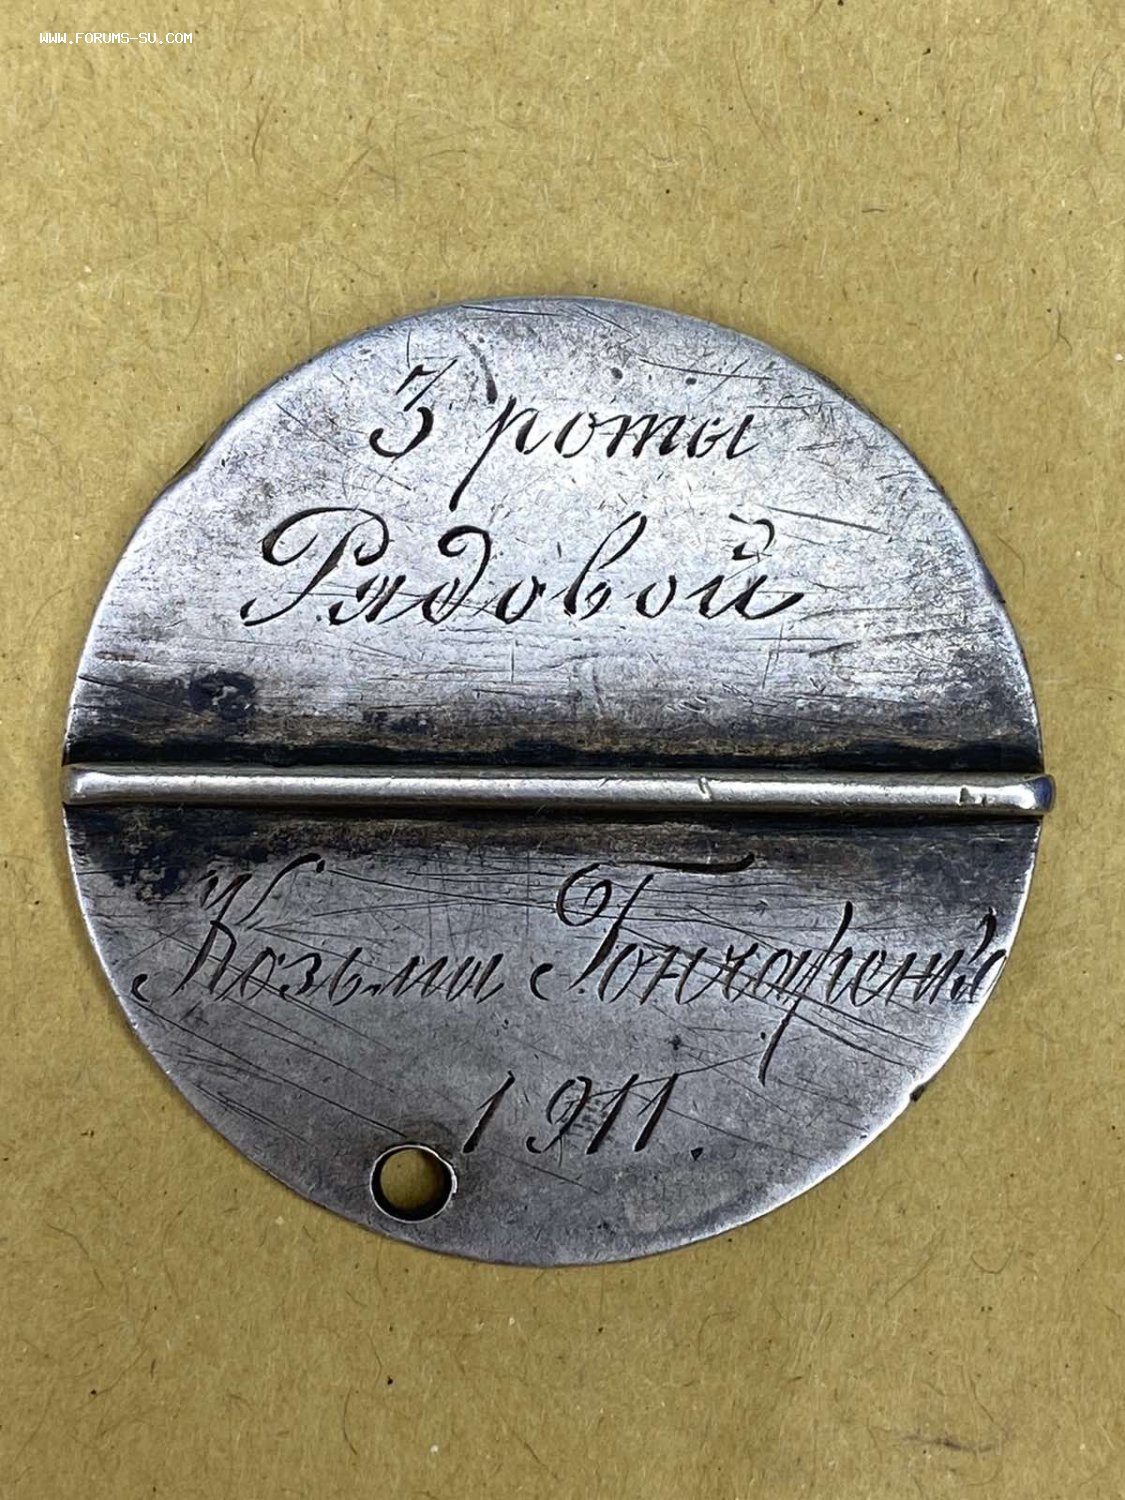 WWW.FORUMS-SU.COM
3 роты
Рядовой
Козьма Гончаренко
1911.